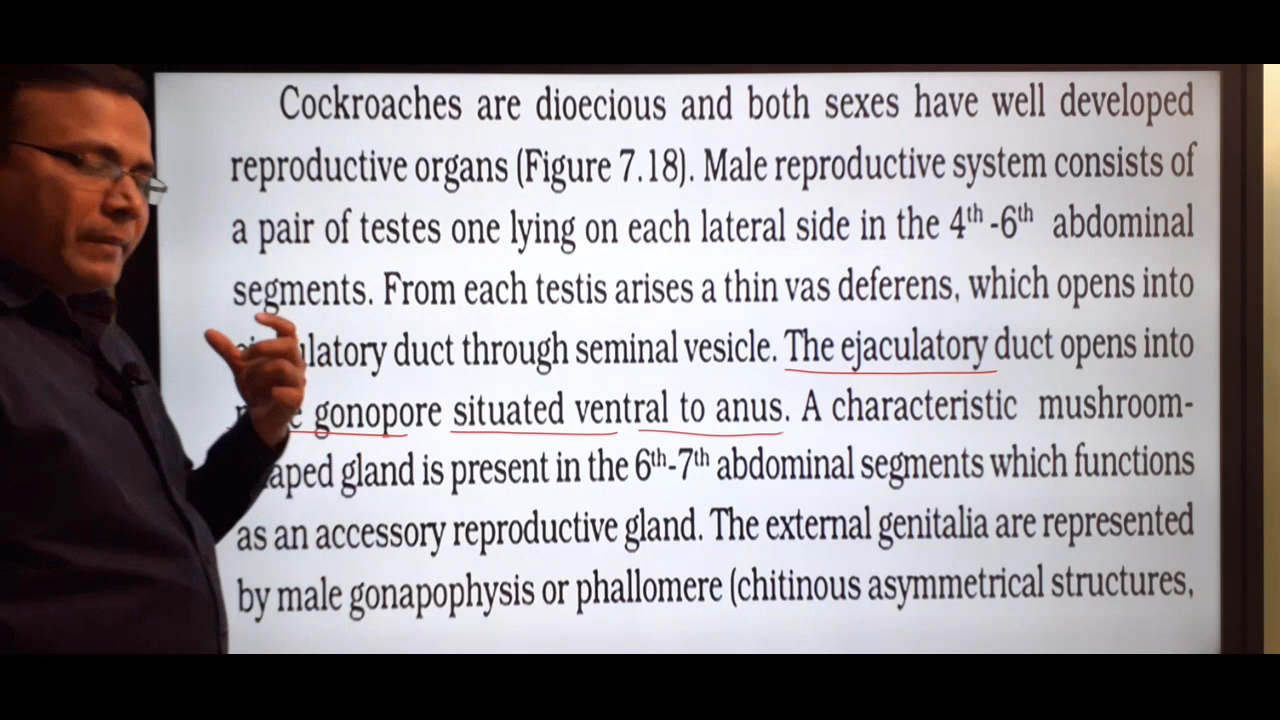 Cockroaches are dioecious and both sexes have well developed
reproductive organs (Figure 7.18). Male reproductive system consists of
a pair of testes one lying on each lateral side in the 4th -6th abdominal
segments. From each testis arises a thin vas deferens, which opens into
duct through seminal vesicle. The ejaculatory duct opens into
gonopore situated ventral to anus. A characteristic mushroom-
gland is present in the 6th-7th abdominal segments which functions
as an accessory reproductive gland. The external genitalia are represented
by male gonapophysis or phallomere (chitinous asymmetrical structures,